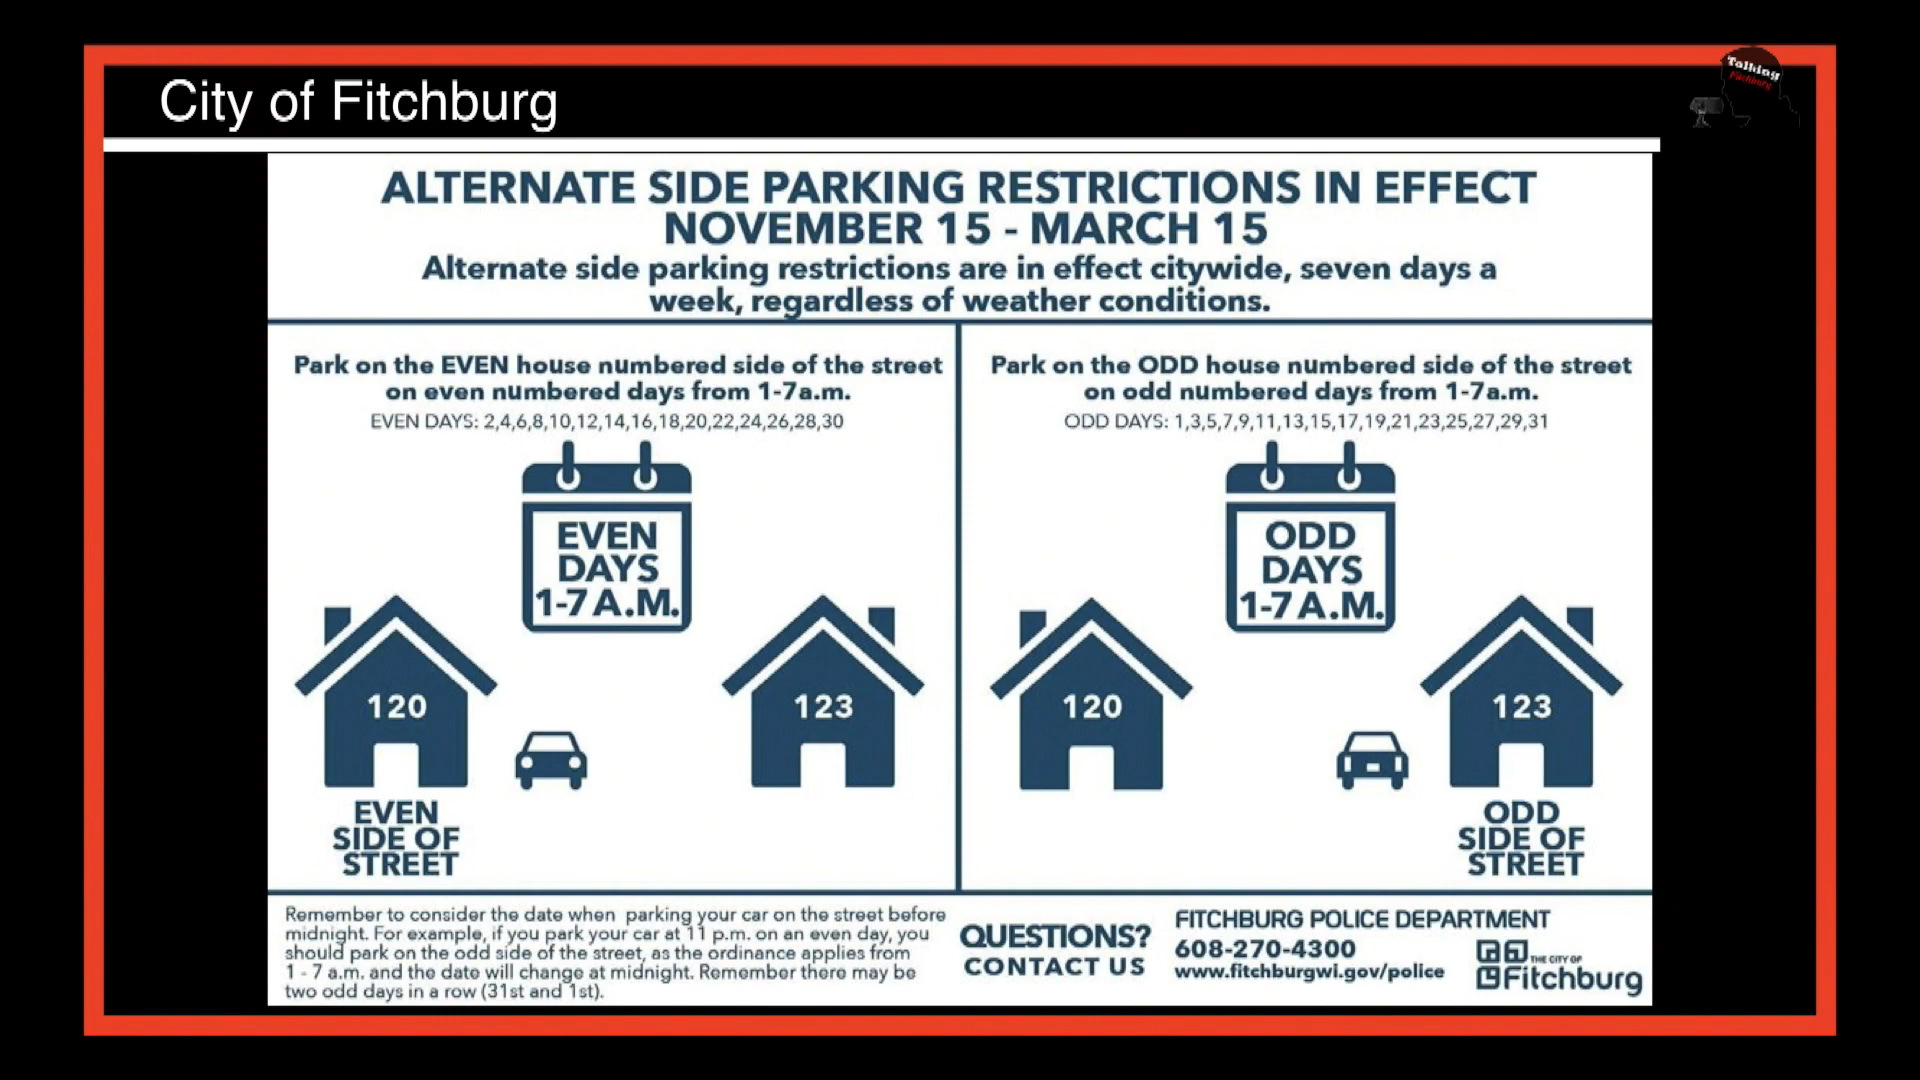 City of Fitchburg
Talking
Fitchburg
ALTERNATE SIDE PARKING RESTRICTIONS IN EFFECT
NOVEMBER 15 - MARCH 15
Alternate side parking restrictions are in effect citywide, seven days a
week, regardless of weather conditions.
Park on the EVEN house numbered side of the street
on even numbered days from 1-7a.m.
EVEN DAYS: 2,4,6,8,10,12,14,16,18,20,22,24,26,28,30
EVEN
DAYS
1-7 A.M.
120
123
EVEN
SIDE OF
STREET
Park on the ODD house numbered side of the street
on odd numbered days from 1-7a.m.
ODD DAYS: 1,3,5,7,9,11,13,15,17,19,21,23,25,27,29,31
ODD
DAYS
1-7 A.M.
120
123
ODD
SIDE OF
STREET
Remember to consider the date when parking your car on the street before
midnight. For example, if you park your car at 11 p.m. on an even day, you
should park on the odd side of the street, as the ordinance applies from
1 - 7 a.m. and the date will change at midnight. Remember there may be
two odd days in a row (31st and 1st).
QUESTIONS?
CONTACT US
FITCHBURG POLICE DEPARTMENT
608-270-4300
www.fitchburgwi.gov/police
THE CITY OF
Fitchburg